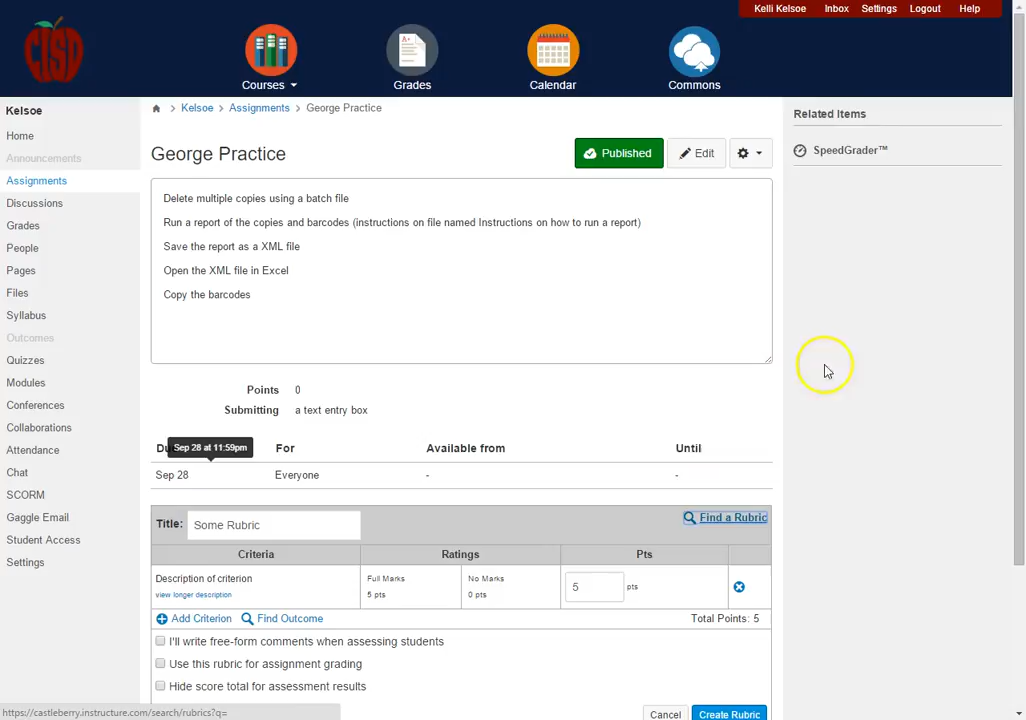 Kelli Kelsoe Inbox Settings Logout Help
CISD
Courses Grades Calendar Commons
Kelsoe
Home
Announcements
Assignments
Discussions
Grades
People
Pages
Files
Syllabus
Outcomes
Quizzes
Modules
Conferences
Collaborations
Attendance
Chat
SCORM
Gaggle Email
Student Access
Settings
> Kelsoe > Assignments > George Practice
George Practice
Published Edit
Delete multiple copies using a batch file
Run a report of the copies and barcodes (instructions on file named Instructions on how to run a report)
Save the report as a XML file
Open the XML file in Excel
Copy the barcodes
Points 0
Submitting a text entry box
Sep 28 at 11:59pm
For Available from Until
Sep 28 Everyone - -
Title: Some Rubric Find a Rubric
Criteria Ratings Pts
Description of criterion
view longer description
Full Marks
5 pts
No Marks
0 pts
5 pts
Add Criterion Find Outcome Total Points: 5
I'll write free-form comments when assessing students
Use this rubric for assignment grading
Hide score total for assessment results
Cancel Create Rubric
Related Items
SpeedGrader™
https://castleberry.instructure.com/search/rubrics?q=